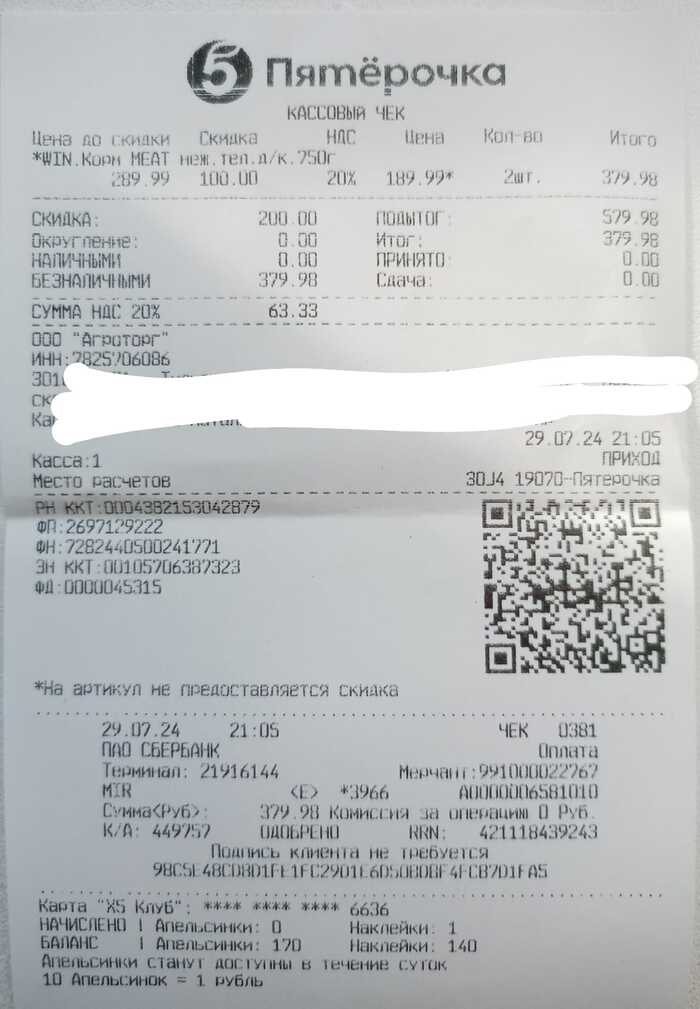 5 Пятёрочка
КАССОВЫЙ ЧЕК
Цена до скидки Скидка НДС Цена Кол-во Итого
*WIN.Корм MEAT неж.тел.д/к.750г
289.99 100.00 20% 189.99* 2шт. 379.98
СКИДКА: 200.00 ПОДЫТОГ: 579.98
Округление: 0.00 Итог: 379.98
НАЛИЧНЫМИ 0.00 ПРИНЯТО: 0.00
БЕЗНАЛИЧНЫМИ 379.98 Сдача: 0.00
СУММА НДС 20% 63.33
ООО "Агроторг"
ИНН:7825706086
301
29.07.24 21:05
Касса:1 ПРИХОД
Место расчетов 30J4 19070-Пятерочка
РН ККТ:0004382153042879
ФП:2697129222
ФН:7282440500241771
ЗН ККТ:00105706387323
ФД:0000045315
*На артикул не предоставляется скидка
29.07.24 21:05 ЧЕК 0381
ПАО СБЕРБАНК Оплата
Терминал: 21916144 Мерчант:991000022767
MIR <E> *3966 A0000006581010
Сумма<Руб>: 379.98 Комиссия за операцию 0 Руб.
К/А: 449757 ОДОБРЕНО RRN: 421118439243
Подпись клиента не требуется
Карта "X5 Клуб": **** **** **** 6636
НАЧИСЛЕНО | Апельсинки: 0 Наклейки: 1
БАЛАНС | Апельсинки: 170 Наклейки: 140
Апельсинки станут доступны в течение суток
10 Апельсинок = 1 рубль